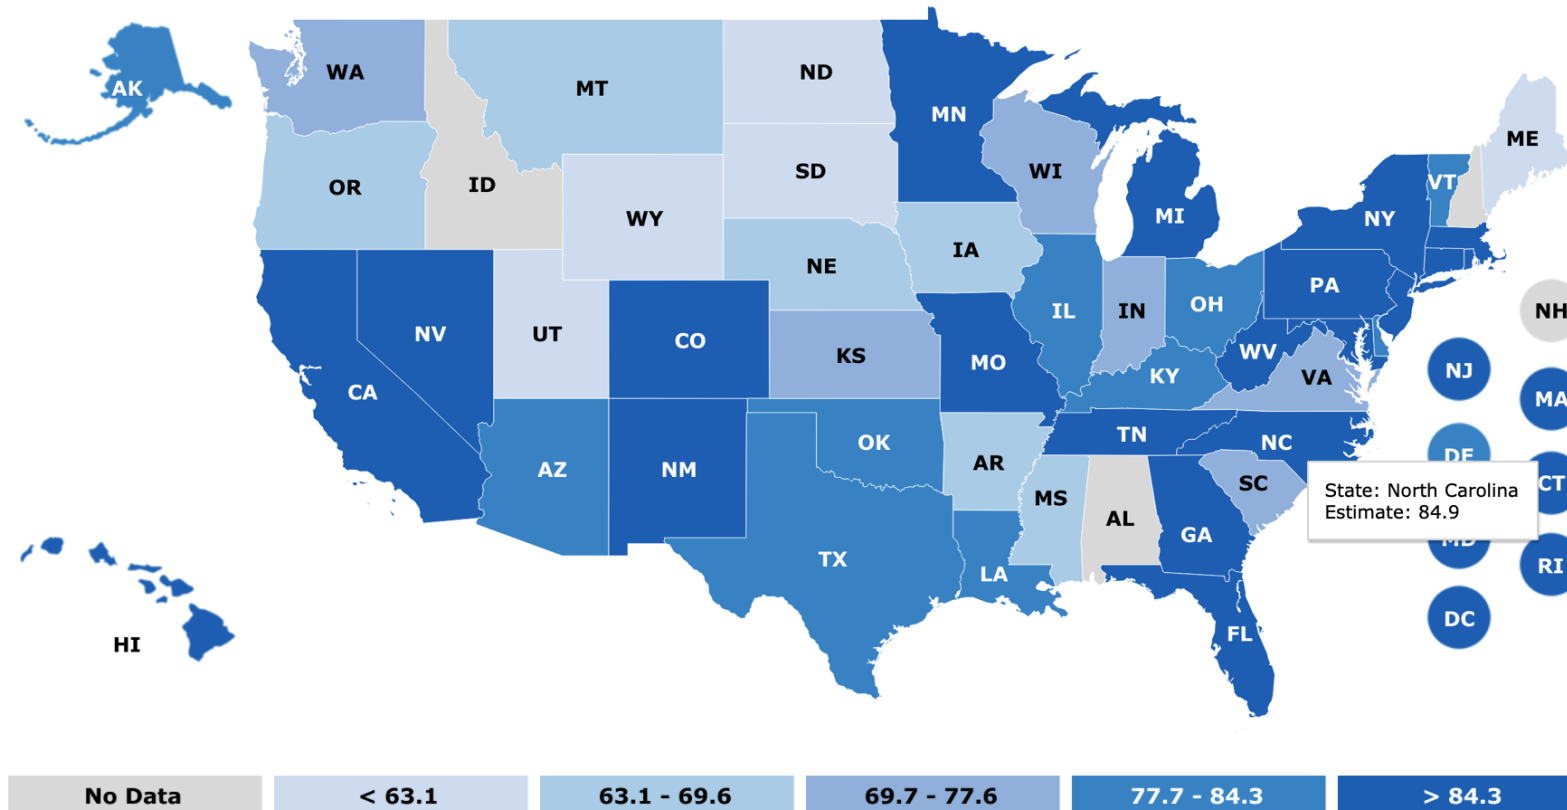 AK
WA
MT
ND
MN
ME
OR
ID
SD
WI
VT
WY
MI
NY
IA
NE
PA
IL
IN
OH
NH
NV
UT
CO
KS
MO
WV
KY
VA
NJ
CA
MA
TN
NC
AZ
NM
OK
AR
DE
MS
SC
CT
State: North Carolina
Estimate: 84.9
AL
GA
MD
TX
LA
RI
DC
HI
FL
No Data
< 63.1
63.1 - 69.6
69.7 - 77.6
77.7 - 84.3
> 84.3